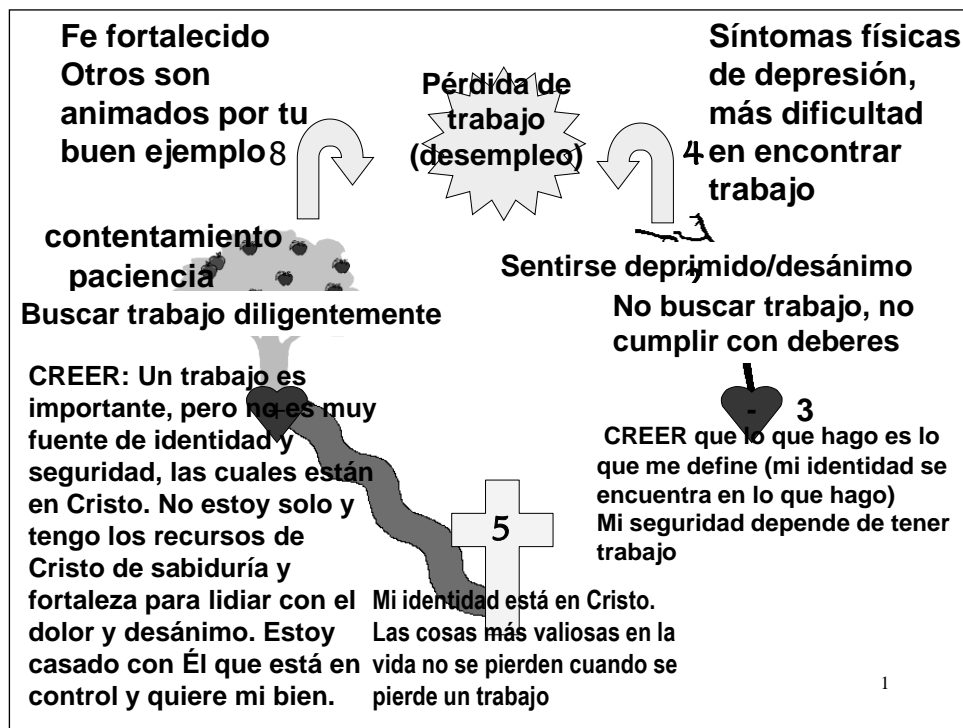 Fe fortalecido
Otros son
animados por tu
buen ejemplo 8
Pérdida de
trabajo
(desempleo)
Síntomas físicas
de depresión,
más dificultad
4 en encontrar
trabajo
contentamiento
paciencia
Buscar trabajo diligentemente
Sentirse deprimido/desánimo
No buscar trabajo, no
cumplir con deberes
- 3
CREER que lo que hago es lo
que me define (mi identidad se
encuentra en lo que hago)
Mi seguridad depende de tener
trabajo
CREER: Un trabajo es
importante, pero no es muy
fuente de identidad y
seguridad, las cuales están
en Cristo. No estoy solo y
tengo los recursos de
Cristo de sabiduría y
fortaleza para lidiar con el
dolor y desánimo. Estoy
casado con Él que está en
control y quiere mi bien.
5
Mi identidad está en Cristo.
Las cosas más valiosas en la
vida no se pierden cuando se
pierde un trabajo
1